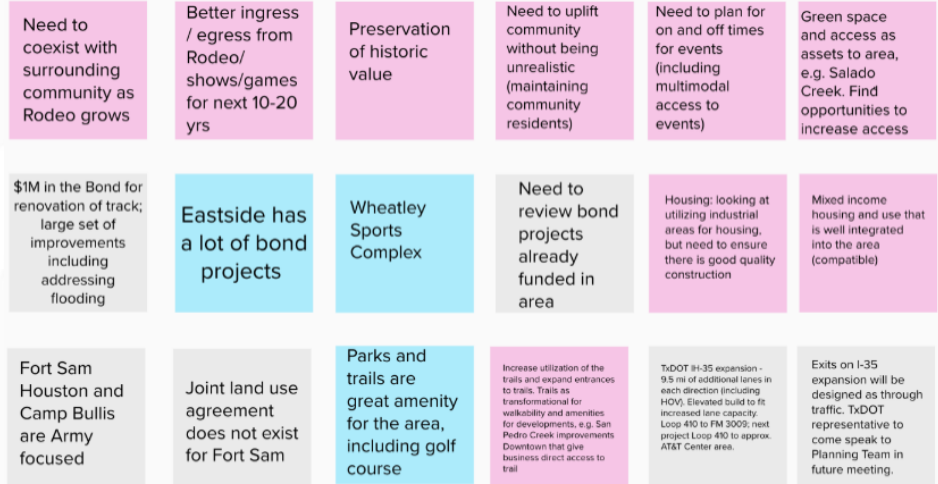 Need to
coexist with
surrounding
community as
Rodeo grows
Better ingress
/ egress from
Rodeo/
shows/games
for next 10-20
yrs
Preservation
of historic
value
Need to uplift
community
without being
unrealistic
(maintaining
community
residents)
Need to plan for
on and off times
for events
(including
multimodal
access to
events)
Green space
and access as
assets to area,
e.g. Salado
Creek. Find
opportunities to
increase access
$1M in the Bond for
renovation of track;
large set of
improvements
including
addressing
flooding
Eastside has
a lot of bond
projects
Wheatley
Sports
Complex
Need to
review bond
projects
already
funded in
area
Housing: looking at
utilizing industrial
areas for housing,
but need to ensure
there is good quality
construction
Mixed income
housing and use that
is well integrated
into the area
(compatible)
Fort Sam
Houston and
Camp Bullis
are Army
focused
Joint land use
agreement
does not exist
for Fort Sam
Parks and
trails are
great amenity
for the area,
including golf
course
Increase utilization of the
trails and expand entrances
to trails. Trails as
transformational for
walkability and amenities
for developments, e.g. San
Pedro Creek improvements
Downtown that give
business direct access to
trail
TxDOT IH-35 expansion -
9.5 mi of additional lanes in
each direction (including
HOV). Elevated build to fit
increased lane capacity.
Loop 410 to FM 3009; next
project Loop 410 to approx.
AT&T Center area.
Exits on I-35
expansion will be
designed as through
traffic. TxDOT
representative to
come speak to
Planning Team in
future meeting.